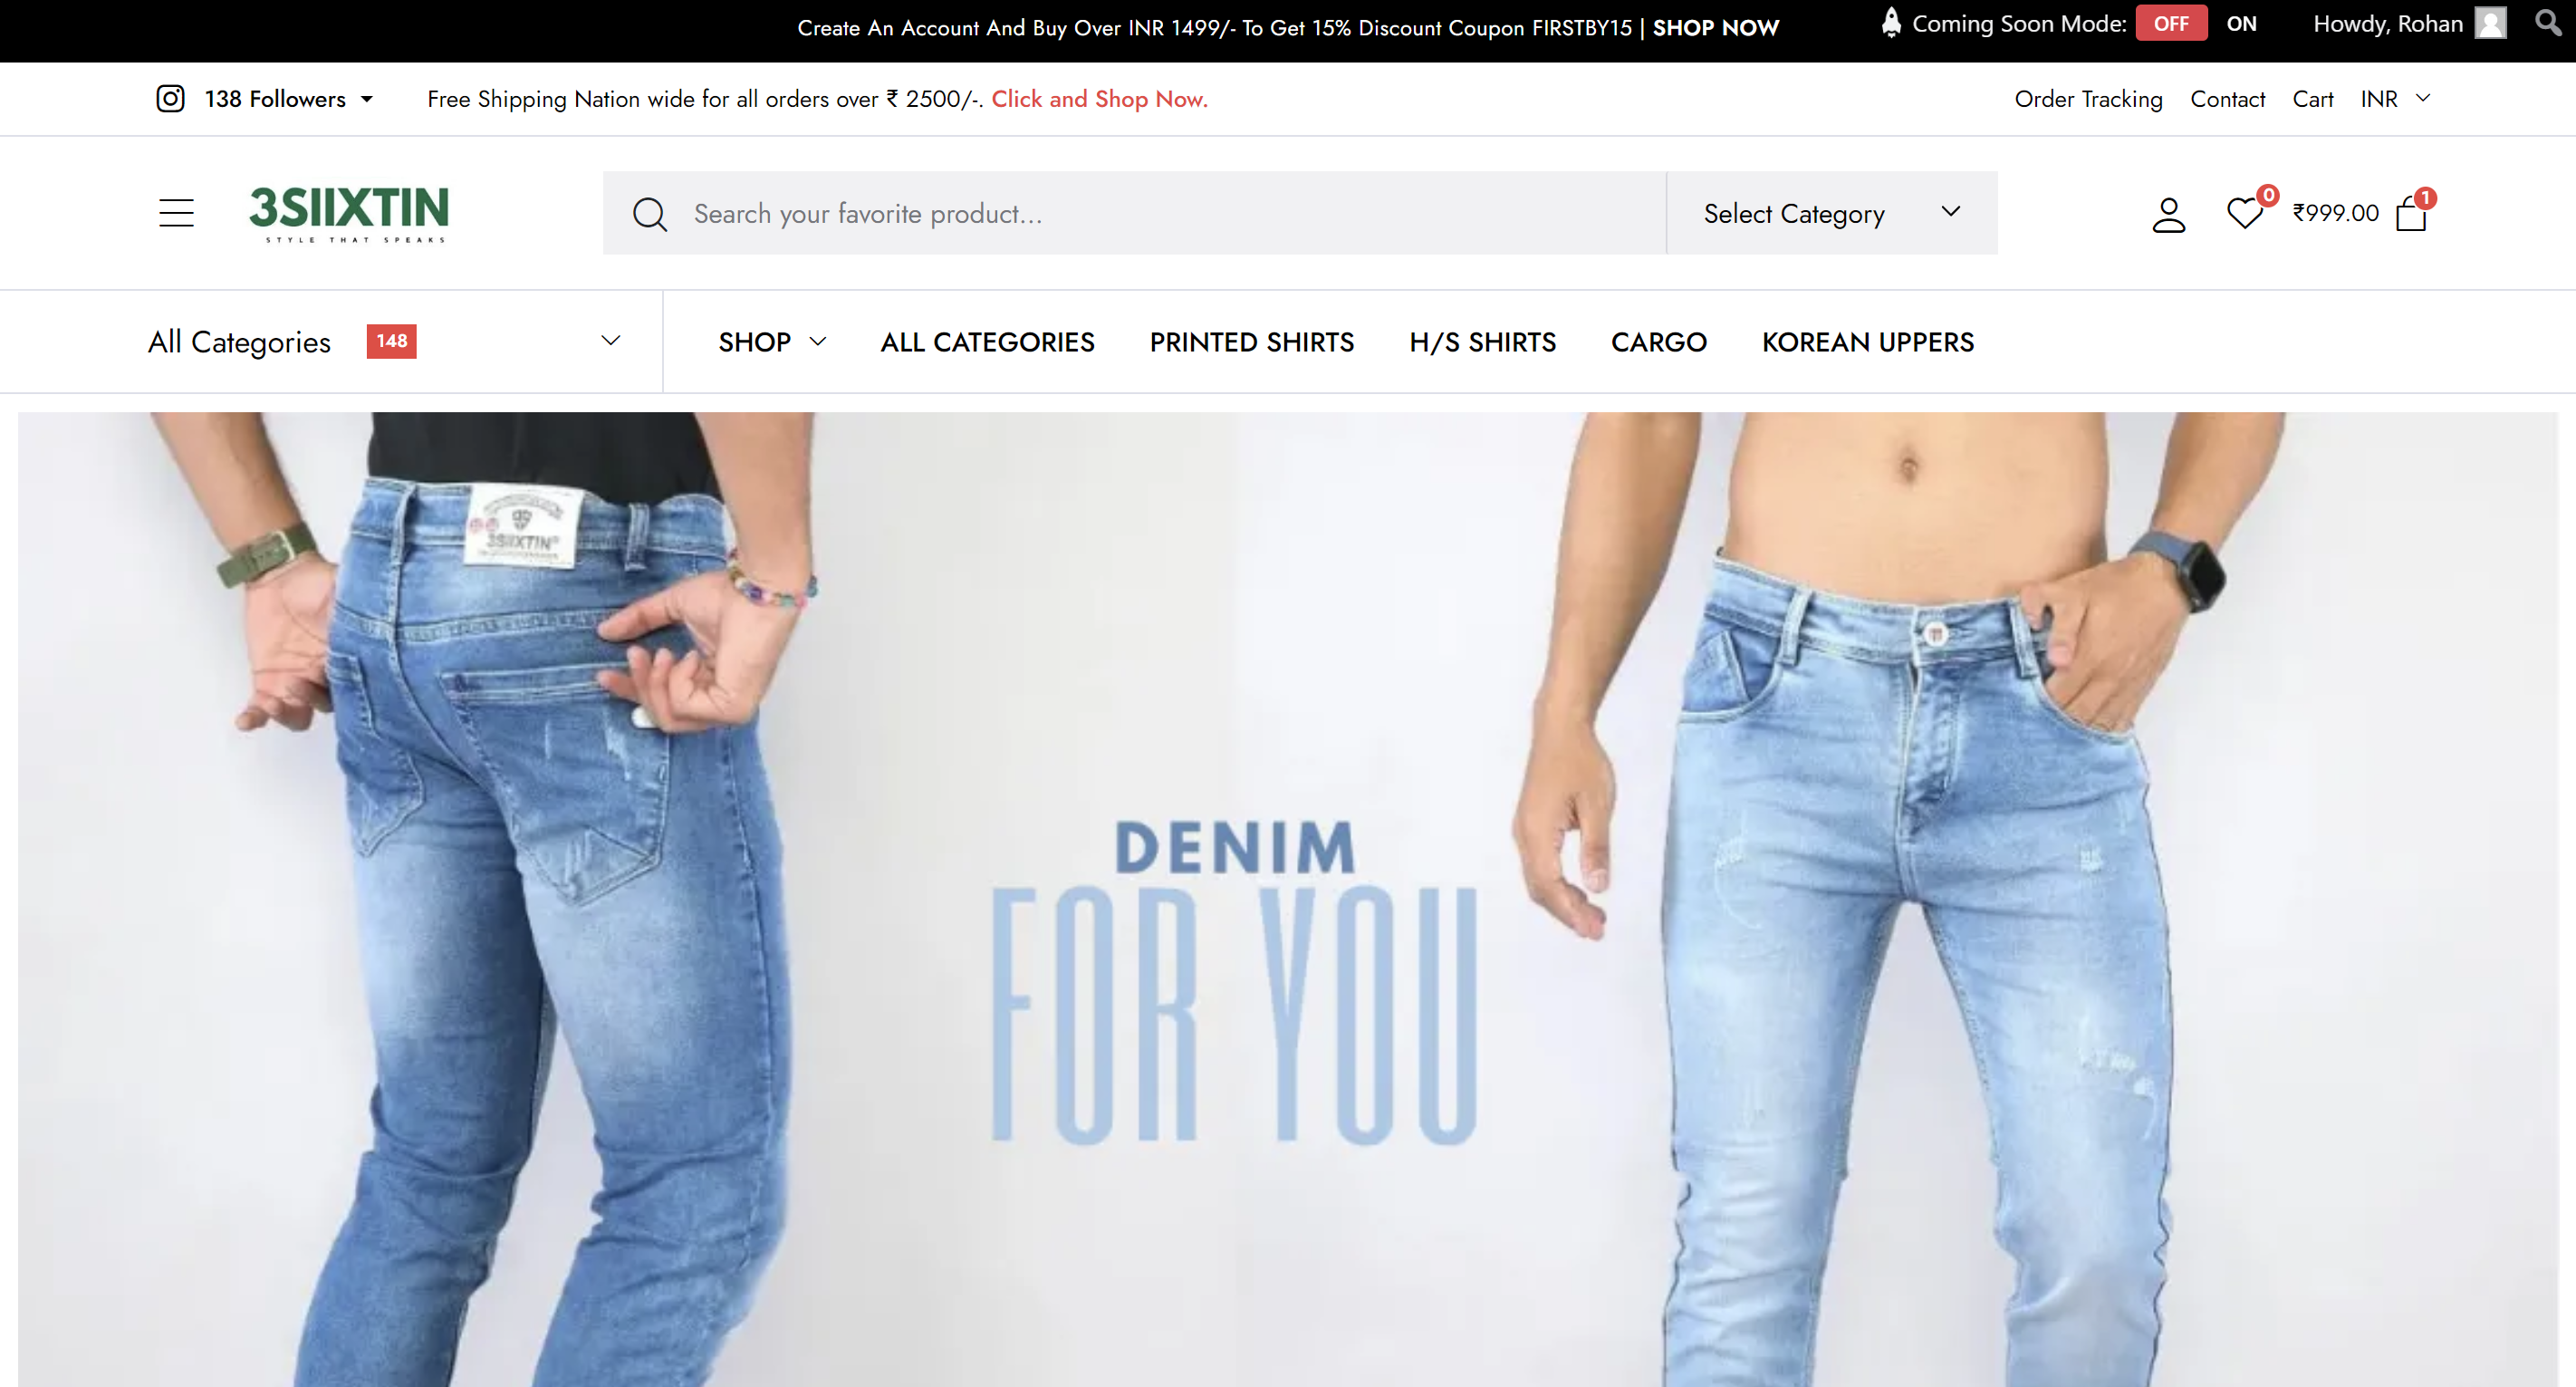 Create An Account And Buy Over INR 1499/- To Get 15% Discount Coupon FIRSTBY15 | SHOP NOW
Coming Soon Mode: OFF ON
Howdy, Rohan
138 Followers
Free Shipping Nation wide for all orders over ₹ 2500/-. Click and Shop Now.
Order Tracking
Contact
Cart
INR
3SIIXTIN
STYLE THAT SPEAKS
Search your favorite product...
Select Category
0
₹999.00
1
All Categories
148
SHOP
ALL CATEGORIES
PRINTED SHIRTS
H/S SHIRTS
CARGO
KOREAN UPPERS
3SIIXTIN
DENIM
FOR YOU